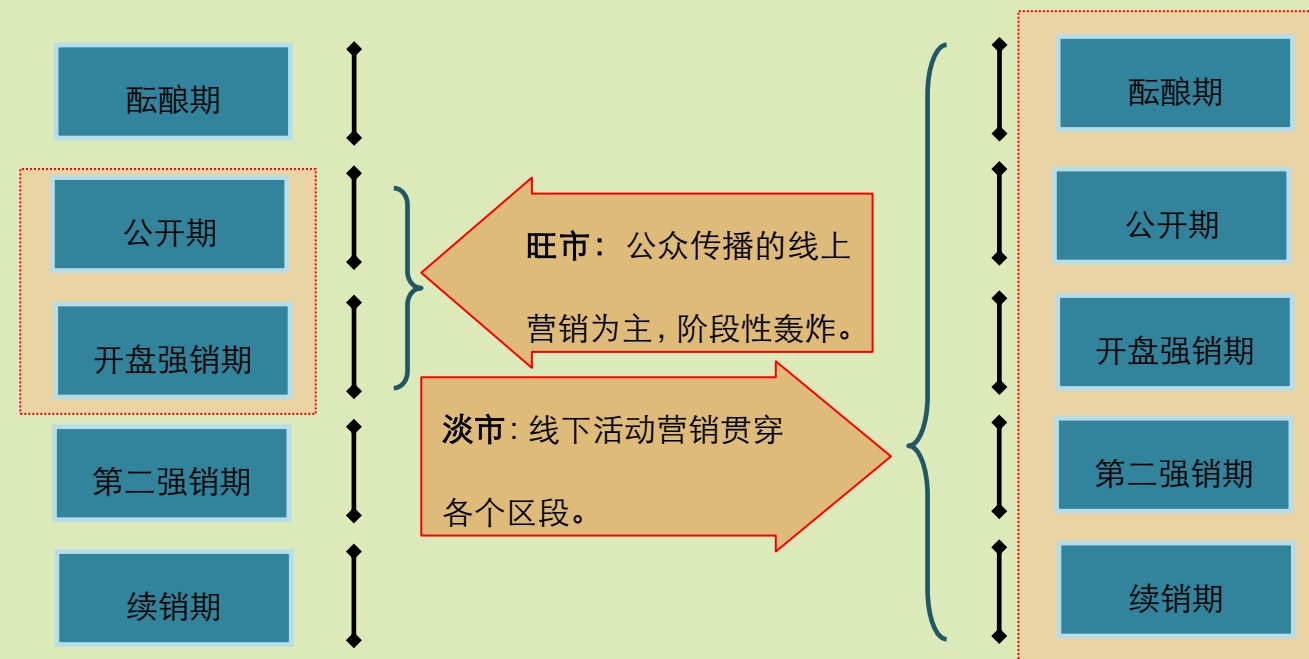 酝酿期
公开期
开盘强销期
第二强销期
续销期
旺市：公众传播的线上
营销为主，阶段性轰炸。
淡市：线下活动营销贯穿
各个区段。
酝酿期
公开期
开盘强销期
第二强销期
续销期